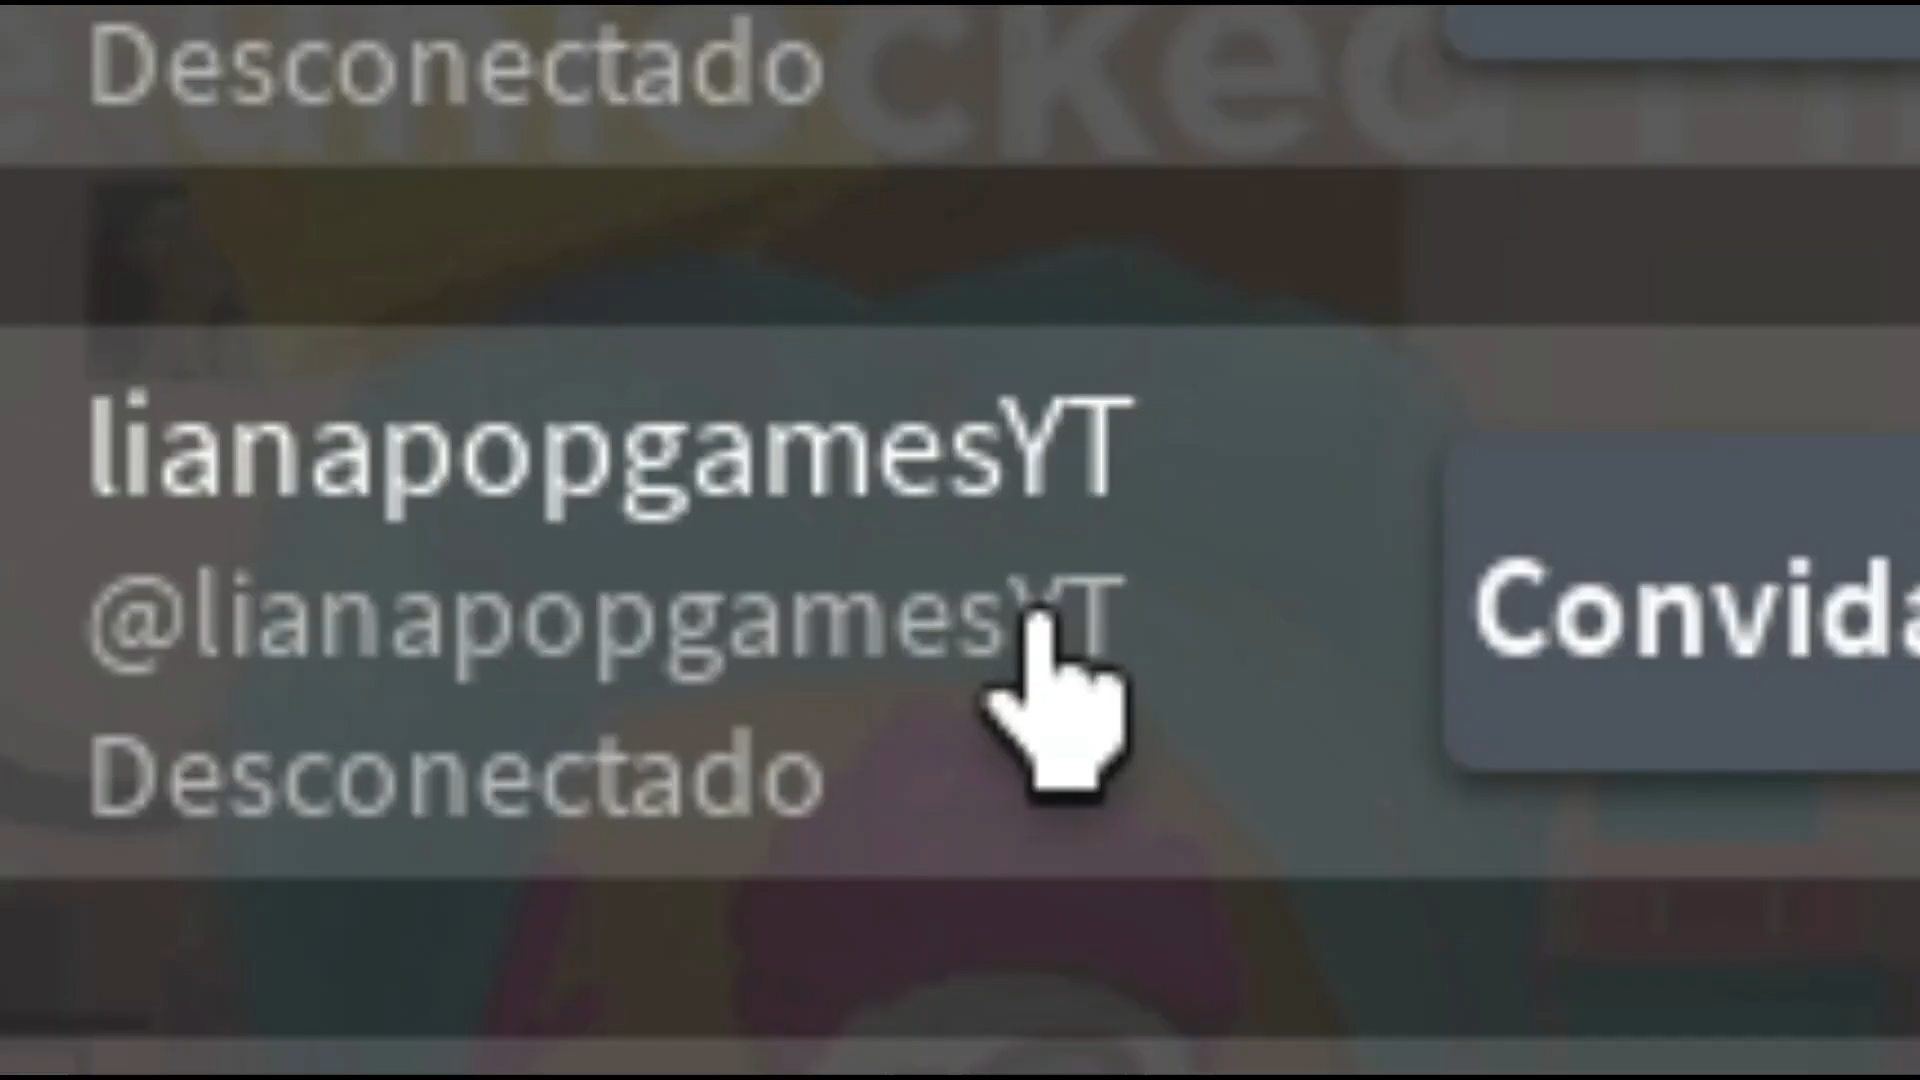 Desconectado
lianapopgamesYT
@lianapopgamesYT
Convida
Desconectado